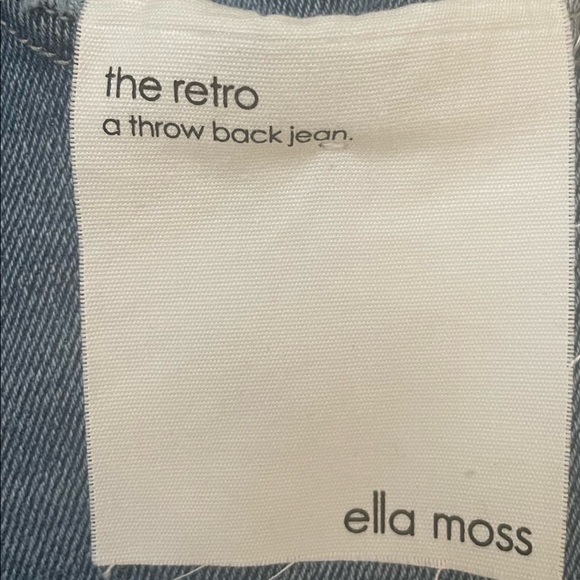 the retro
a throw back jean.
ella moss